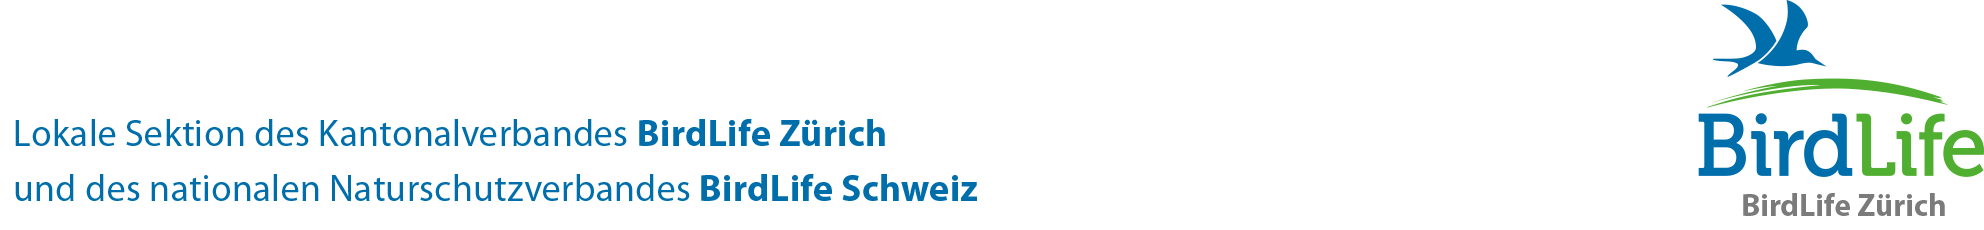 Lokale Sektion des Kantonalverbandes BirdLife Zürich
und des nationalen Naturschutzverbandes BirdLife Schweiz
BirdLife
BirdLife Zürich